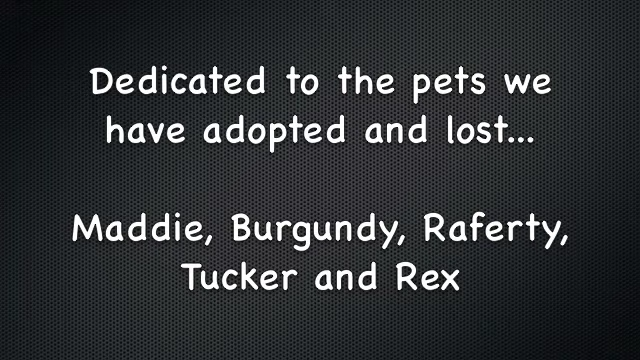 Dedicated to the pets we
have adopted and lost...
Maddie, Burgundy, Raferty,
Tucker and Rex